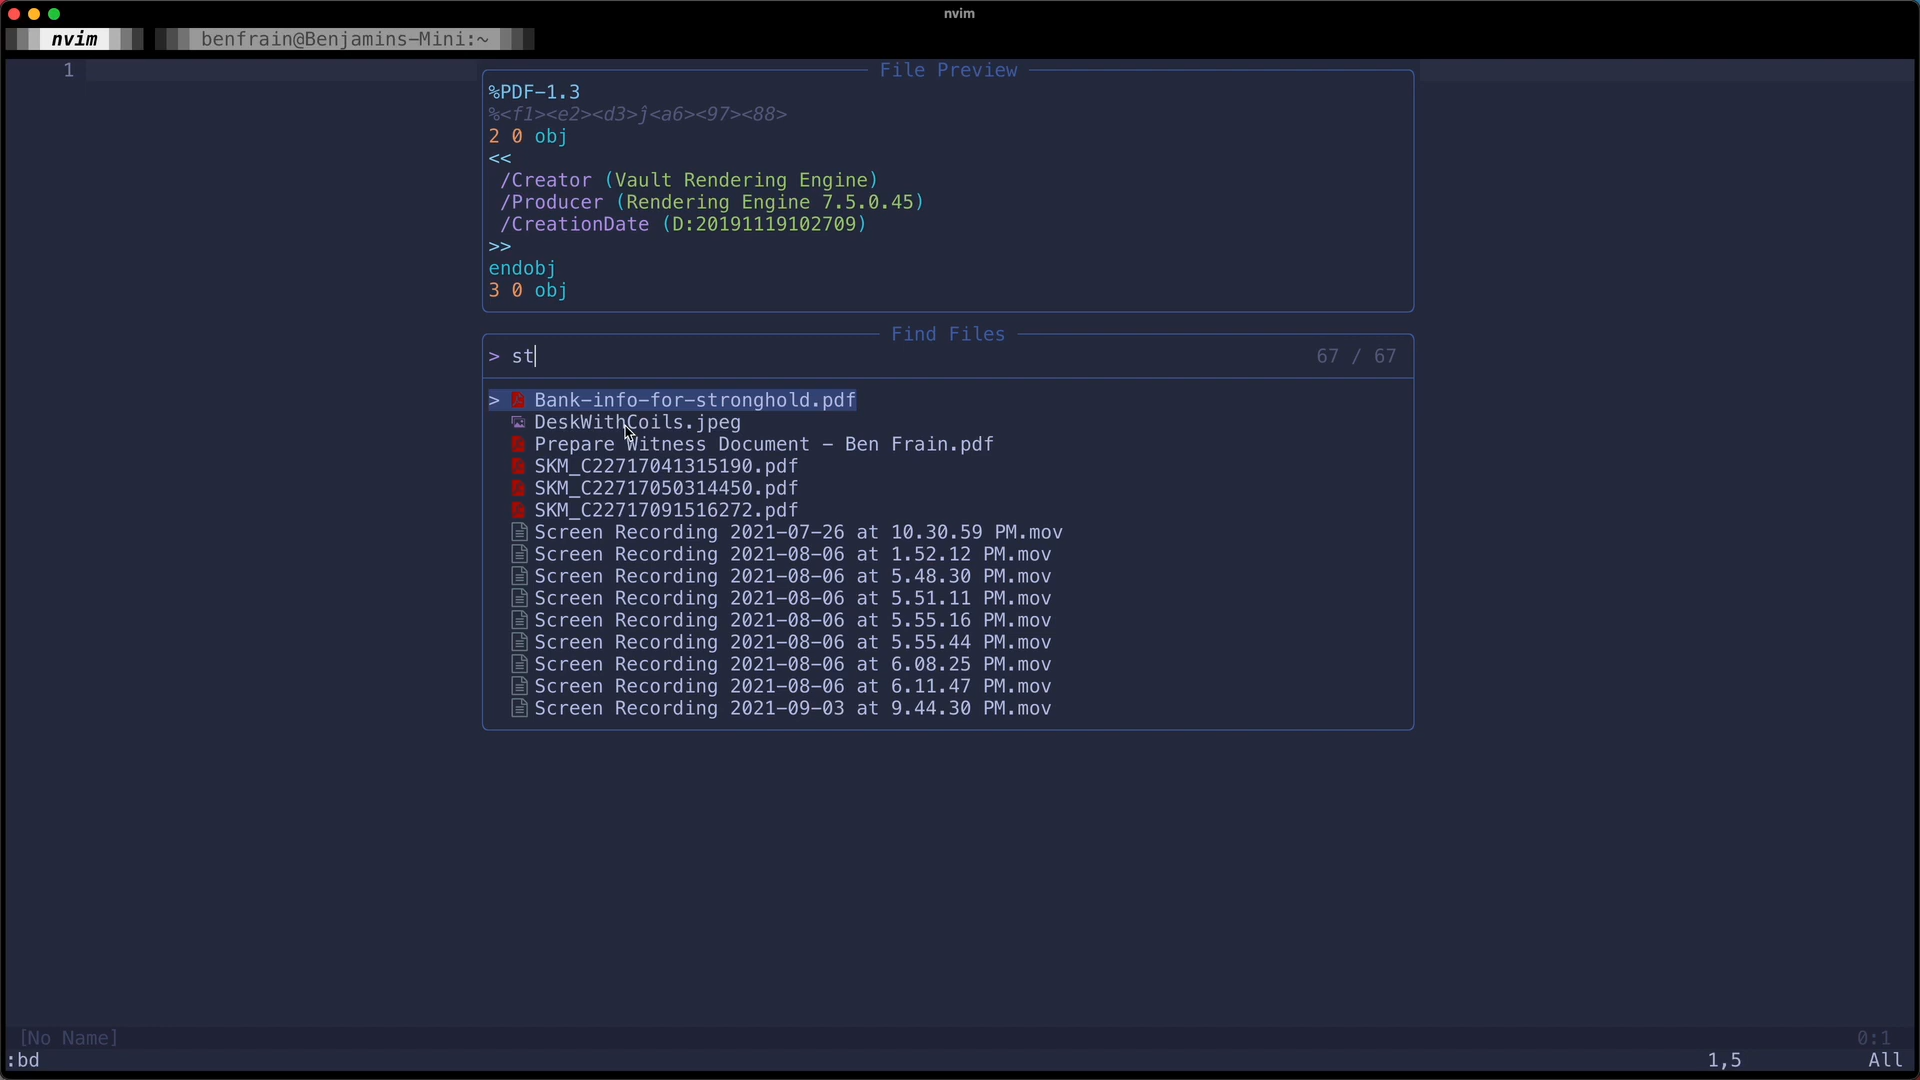 nvim
nvim benfrain@Benjamins-Mini:~
1
File Preview
%PDF-1.3
%<f1><e2><d3>ĵ<a6><97><88>
2 0 obj
<<
/Creator (Vault Rendering Engine)
/Producer (Rendering Engine 7.5.0.45)
/CreationDate (D:20191119102709)
>>
endobj
3 0 obj
Find Files
> st 67 / 67
> Bank-info-for-stronghold.pdf
DeskWithCoils.jpeg
Prepare Witness Document - Ben Frain.pdf
SKM_C22717041315190.pdf
SKM_C22717050314450.pdf
SKM_C22717091516272.pdf
Screen Recording 2021-07-26 at 10.30.59 PM.mov
Screen Recording 2021-08-06 at 1.52.12 PM.mov
Screen Recording 2021-08-06 at 5.48.30 PM.mov
Screen Recording 2021-08-06 at 5.51.11 PM.mov
Screen Recording 2021-08-06 at 5.55.16 PM.mov
Screen Recording 2021-08-06 at 5.55.44 PM.mov
Screen Recording 2021-08-06 at 6.08.25 PM.mov
Screen Recording 2021-08-06 at 6.11.47 PM.mov
Screen Recording 2021-09-03 at 9.44.30 PM.mov
[No Name] 0:1
:bd 1,5 All